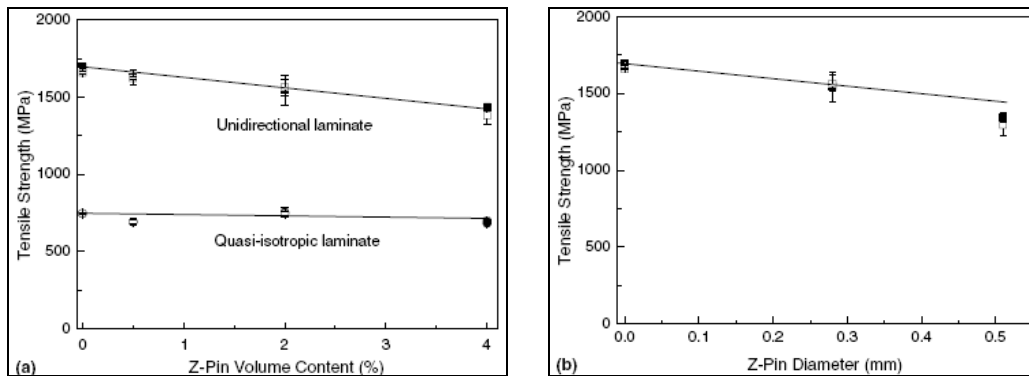 2000
1500
1000
500
0
Tensile Strength (MPa)
Unidirectional laminate
Quasi-isotropic laminate
0 1 2 3 4
(a) Z-Pin Volume Content (%)
2000
1500
1000
500
0
Tensile Strength (MPa)
0.0 0.1 0.2 0.3 0.4 0.5
(b) Z-Pin Diameter (mm)